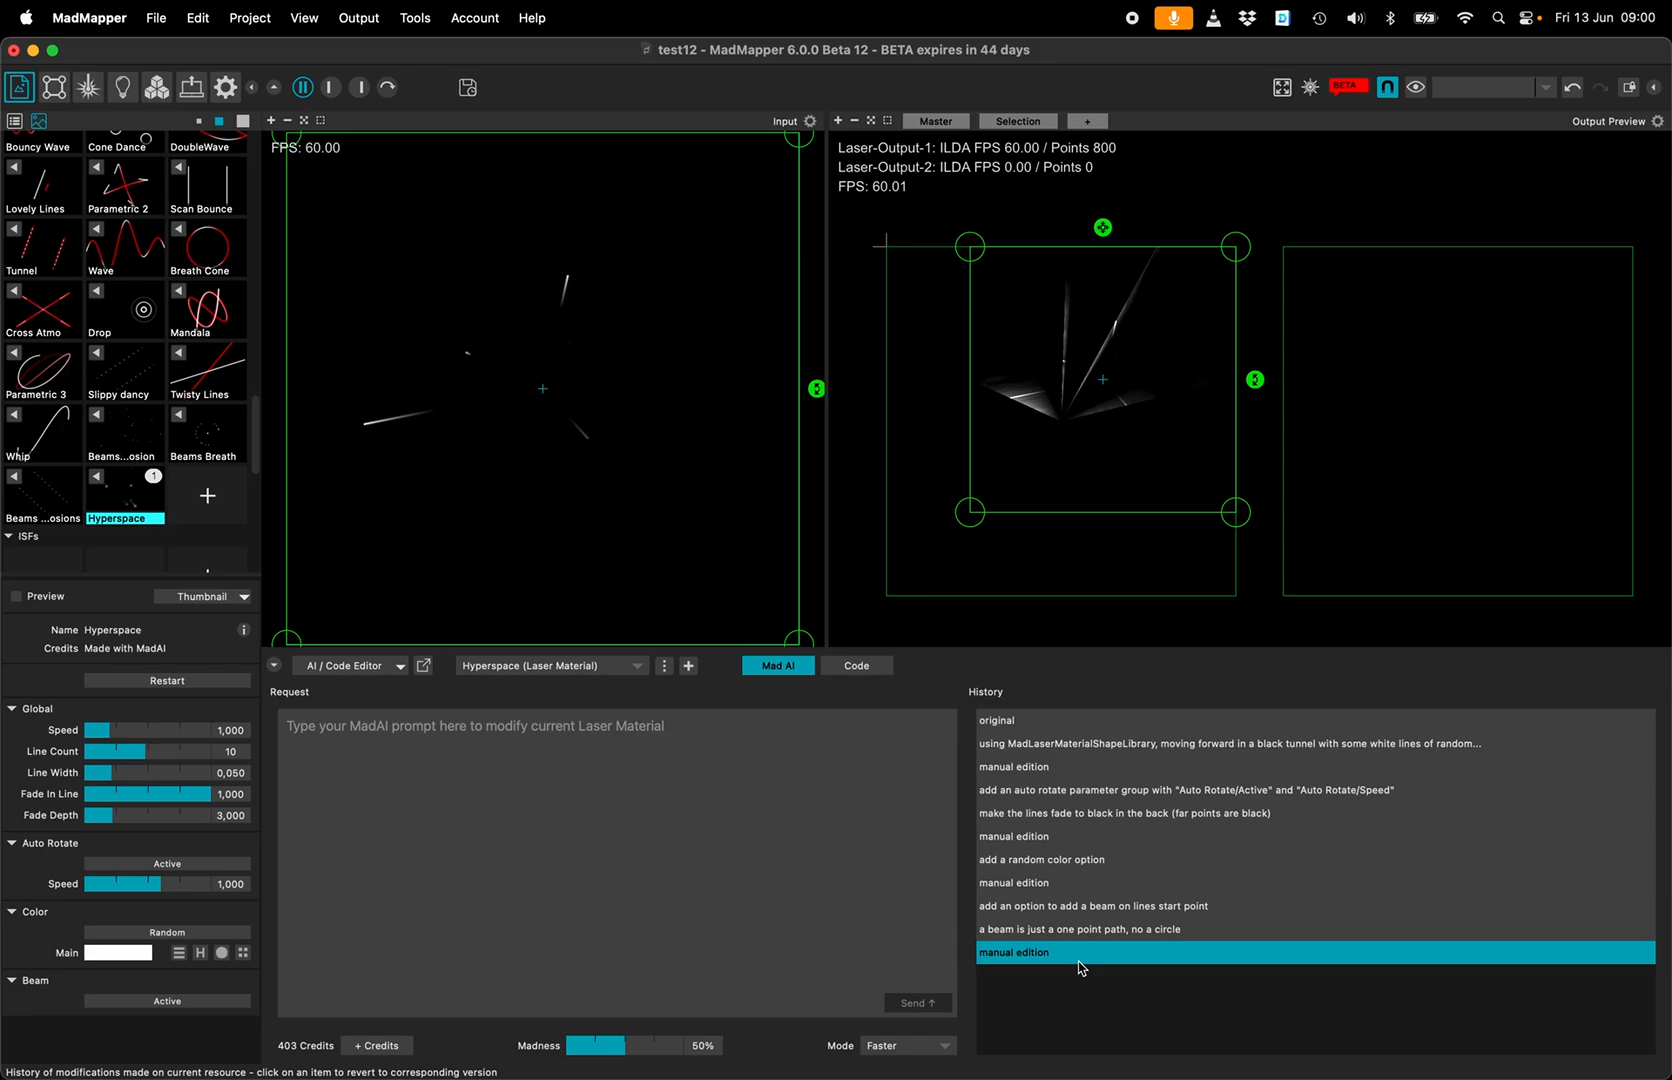 MadMapper File Edit Project View Output Tools Account Help
Fri 13 Jun 09:00
test12 - MadMapper 6.0.0 Beta 12 - BETA expires in 44 days
BETA
Input
Master Selection +
Output Preview
Bouncy Wave Cone Dance DoubleWave
FPS: 60.00
Laser-Output-1: ILDA FPS 60.00 / Points 800
Laser-Output-2: ILDA FPS 0.00 / Points 0
FPS: 60.01
Lovely Lines Parametric 2 Scan Bounce
Tunnel Wave Breath Cone
Cross Atmo Drop Mandala
Parametric 3 Slippy dancy Twisty Lines
Whip Beams...osion Beams Breath
1
Beams ...osions Hyperspace
ISFs
Preview Thumbnail
Name Hyperspace
Credits Made with MadAI
Restart
Global
Speed 1,000
Line Count 10
Line Width 0,050
Fade In Line 1,000
Fade Depth 3,000
Auto Rotate
Active
Speed 1,000
Color
Random
Main H
Beam
Active
AI / Code Editor Hyperspace (Laser Material) Mad AI Code
Request
Type your MadAI prompt here to modify current Laser Material
Send ↑
403 Credits + Credits Madness 50% Mode Faster
History
original
using MadLaserMaterialShapeLibrary, moving forward in a black tunnel with some white lines of random...
manual edition
add an auto rotate parameter group with "Auto Rotate/Active" and "Auto Rotate/Speed"
make the lines fade to black in the back (far points are black)
manual edition
add a random color option
manual edition
add an option to add a beam on lines start point
a beam is just a one point path, no a circle
manual edition
History of modifications made on current resource - click on an item to revert to corresponding version